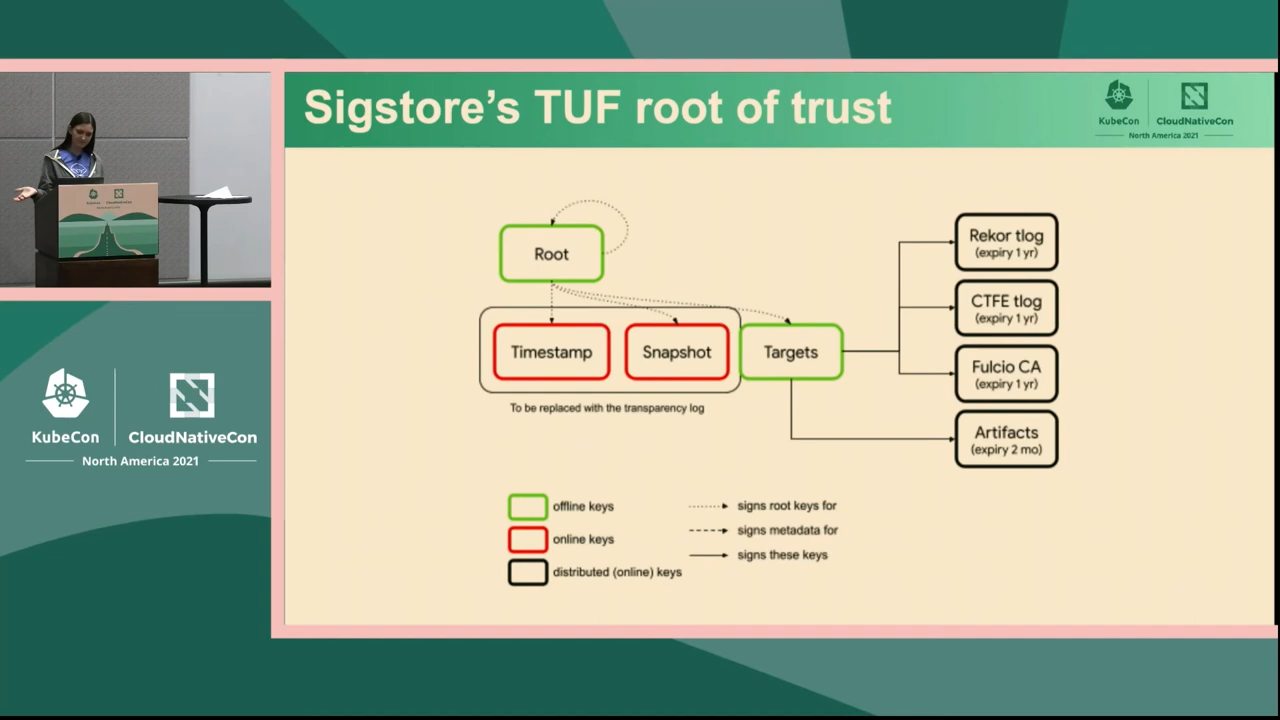 Sigstore's TUF root of trust
KubeCon
CloudNativeCon
North America 2021
Root
Timestamp
Snapshot
Targets
To be replaced with the transparency log
Rekor tlog
(expiry 1 yr)
CTFE tlog
(expiry 1 yr)
Fulcio CA
(expiry 1 yr)
Artifacts
(expiry 2 mo)
offline keys
online keys
distributed (online) keys
signs root keys for
signs metadata for
signs these keys
KubeCon
CloudNativeCon
North America 2021